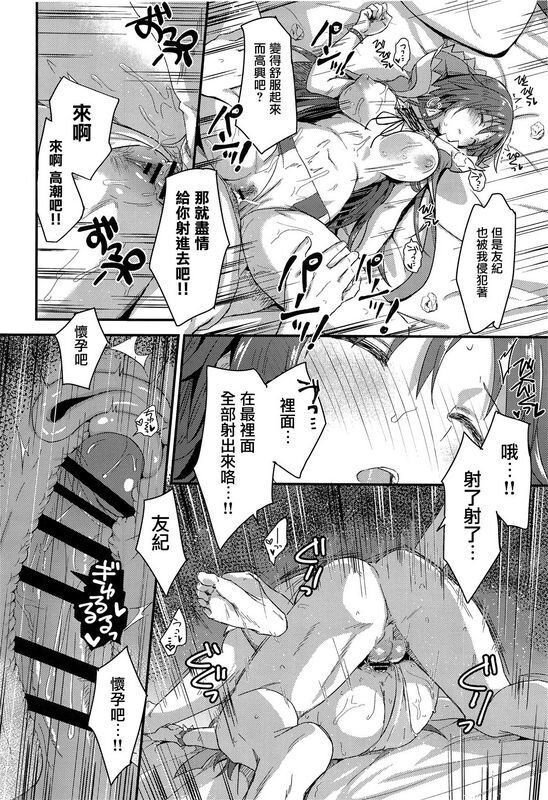 但是友紀
也被我侵犯著
變得舒服起來
而高興吧?
那就盡情
給你射進去吧!!
來啊
來啊 高潮吧!!
哦…!!
射了射了…
裡面…
在最裡面
全部射出來咯…!!
懷孕吧
友紀
懷孕吧…!!
ぎゅるるるっ